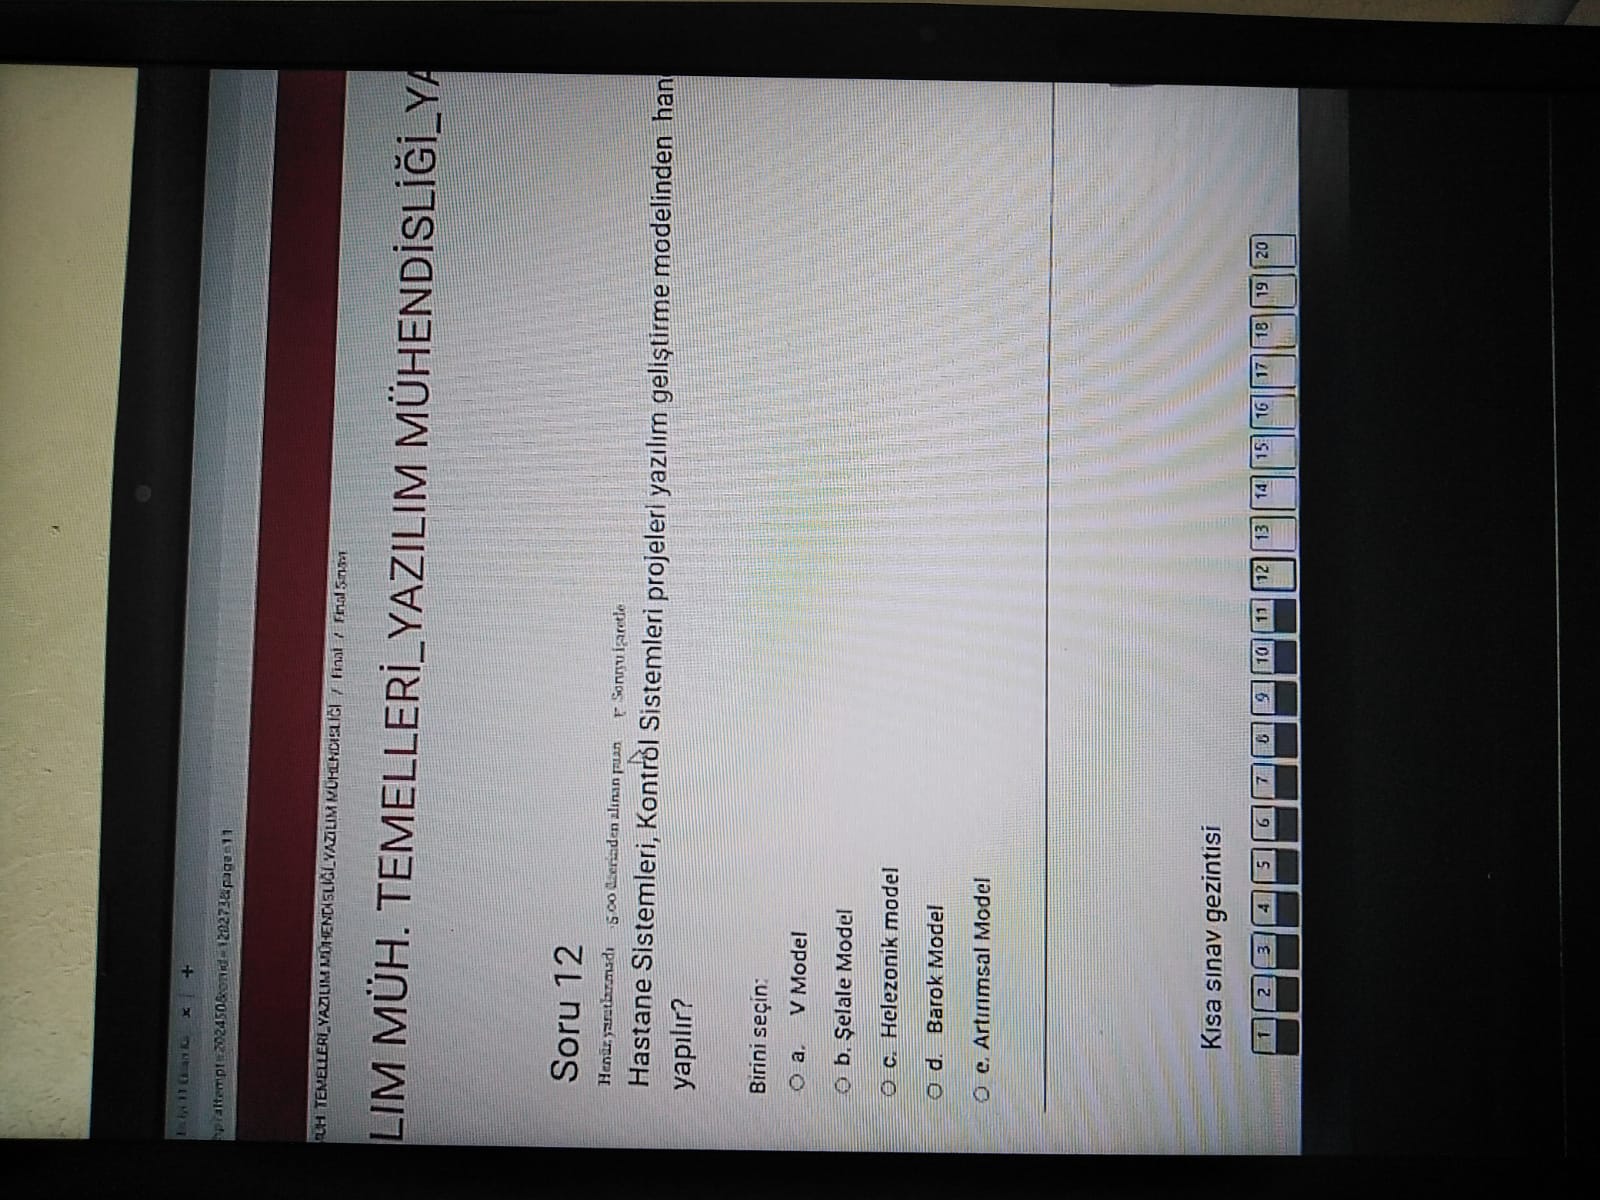 attempt=202450&cmid=120273&page=11
TEMELLERİ_YAZILIM MÜHENDİSLİĞİ_YAZILIM MÜHENDİSLİĞİ / Final / Final Sınavı
LIM MÜH. TEMELLERİ_YAZILIM MÜHENDİSLİĞİ_YA
Soru 12
Henüz yanıtlanmadı 5,00 üzerinden alınan puan Soruyu işaretle
Hastane Sistemleri, Kontrol Sistemleri projeleri yazılım geliştirme modelinden han
yapılır?
Birini seçin:
a. V Model
b. Şelale Model
c. Helezonik model
d. Barok Model
e. Artırımsal Model
Kısa sınav gezintisi
1 2 3 4 5 6 7 8 9 10 11 12 13 14 15 16 17 18 19 20